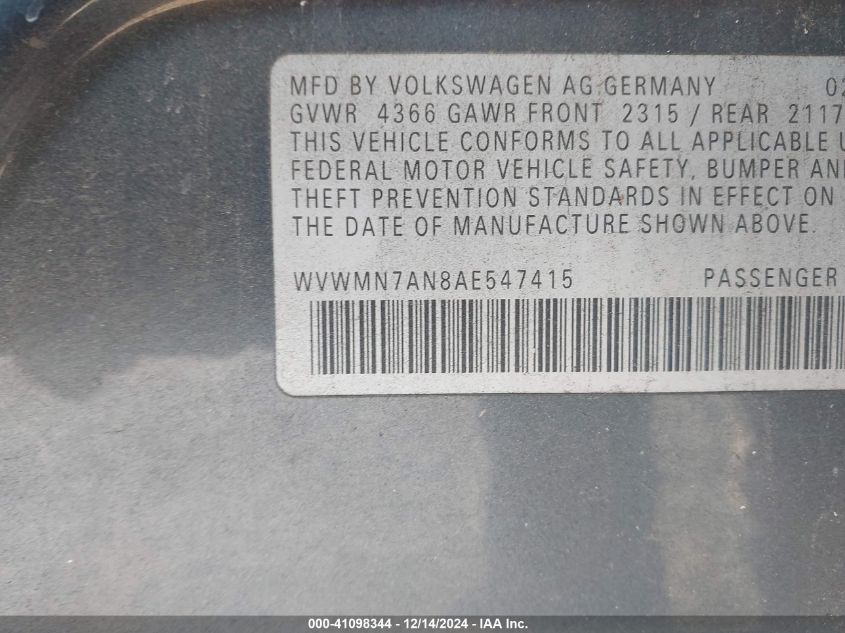 MFD BY VOLKSWAGEN AG GERMANY 02
GVWR 4366 GAWR FRONT 2315 / REAR 2117
THIS VEHICLE CONFORMS TO ALL APPLICABLE U
FEDERAL MOTOR VEHICLE SAFETY, BUMPER AND
THEFT PREVENTION STANDARDS IN EFFECT ON
THE DATE OF MANUFACTURE SHOWN ABOVE.
WVWMN7AN8AE547415 PASSENGER
000-41098344 - 12/14/2024 - IAA Inc.